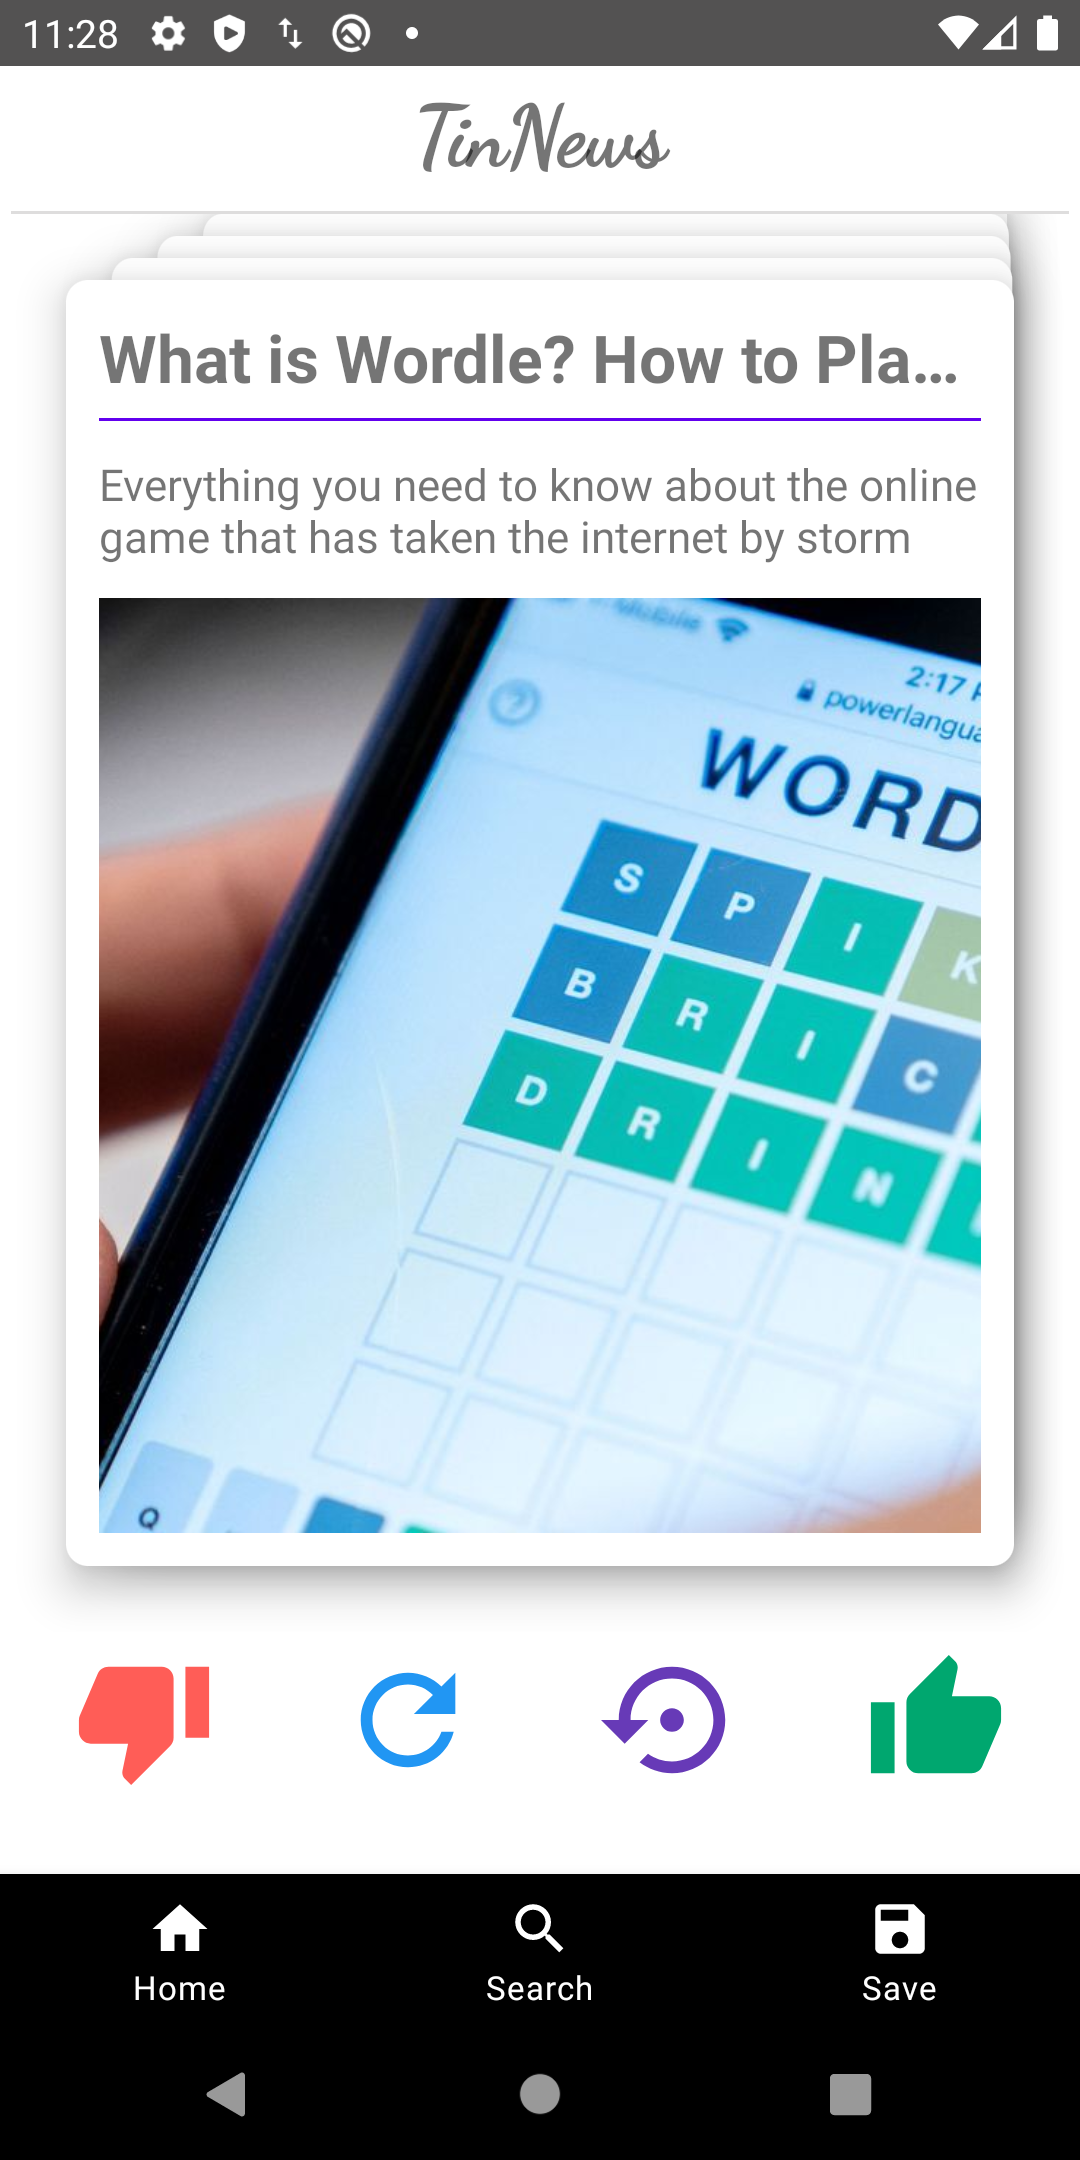 11:28
TinNews
What is Wordle? How to Pla...
Everything you need to know about the online
game that has taken the internet by storm
Mobile
2:17
powerlangua
WORD
S P I K
B R I C
D R I N
Q
Home
Search
Save